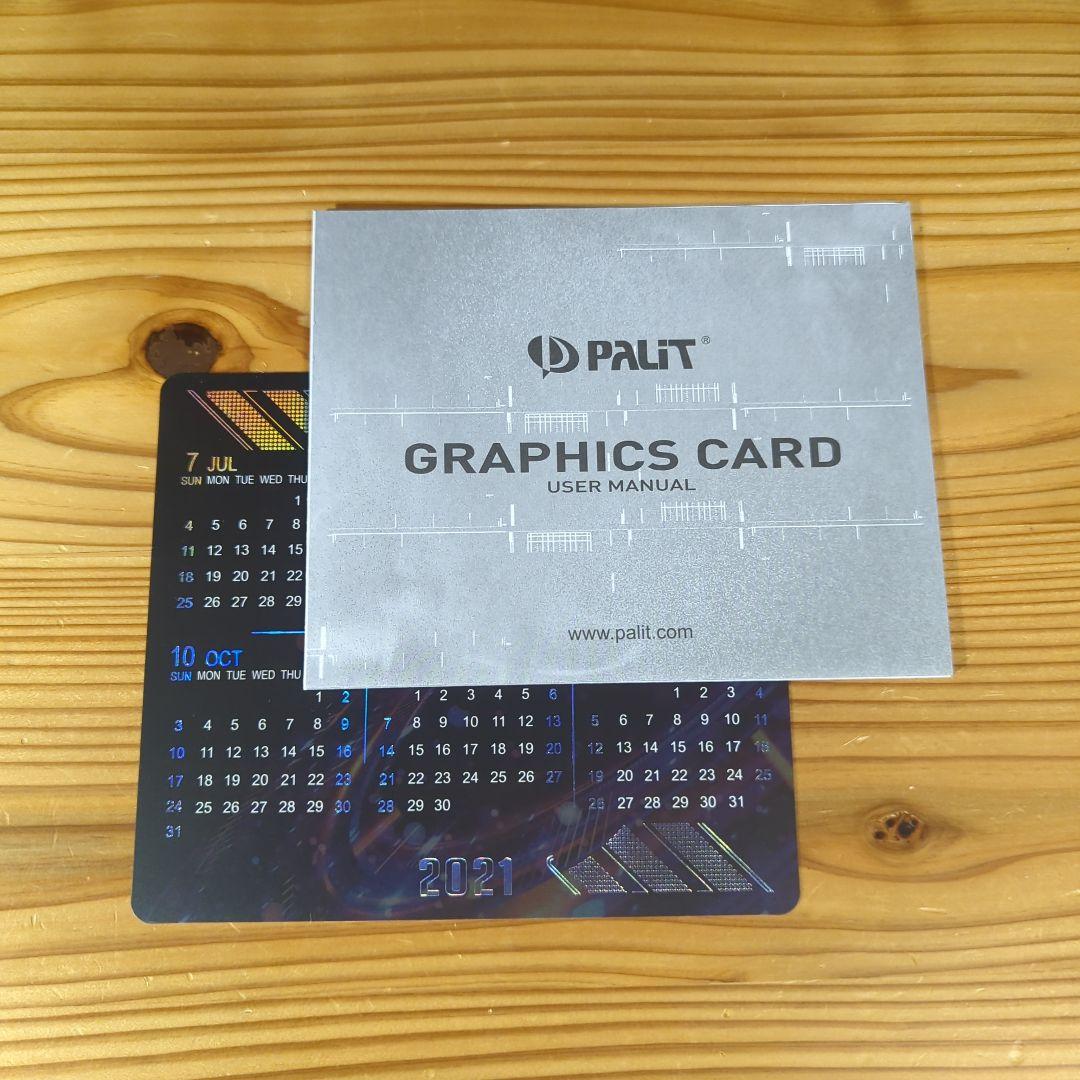 PALiT®
GRAPHICS CARD
USER MANUAL
www.palit.com
7 JUL
SUN MON TUE WED THU
1
4 5 6 7 8
11 12 13 14 15
18 19 20 21 22
25 26 27 28 29
10 OCT
SUN MON TUE WED THU
1 2
3 4 5 6 7 8 9
10 11 12 13 14 15 16
17 18 19 20 21 22 23
24 25 26 27 28 29 30
31
1 2 3 4 5 6
7 8 9 10 11 12 13
14 15 16 17 18 19 20
21 22 23 24 25 26 27
28 29 30
1 2 3 4
5 6 7 8 9 10 11
12 13 14 15 16 17 18
19 20 21 22 23 24 25
26 27 28 29 30 31
2021